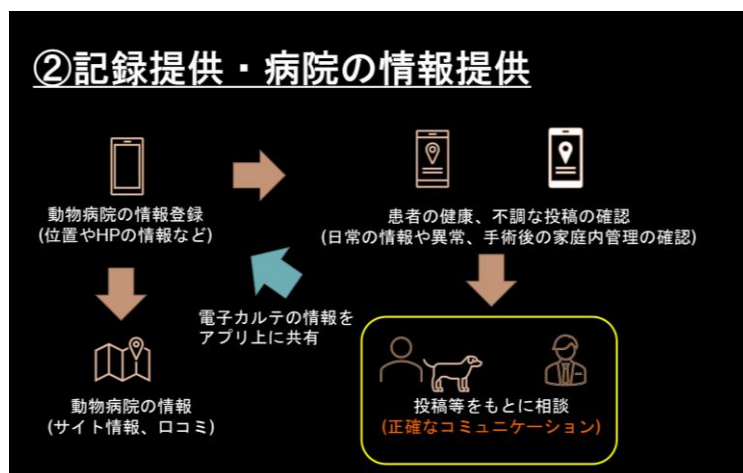 ②記録提供・病院の情報提供
動物病院の情報登録
(位置やHPの情報など)
患者の健康、不調な投稿の確認
(日常の情報や異常、手術後の家庭内管理の確認)
電子カルテの情報を
アプリ上に共有
動物病院の情報
(サイト情報、口コミ)
投稿等をもとに相談
(正確なコミュニケーション)